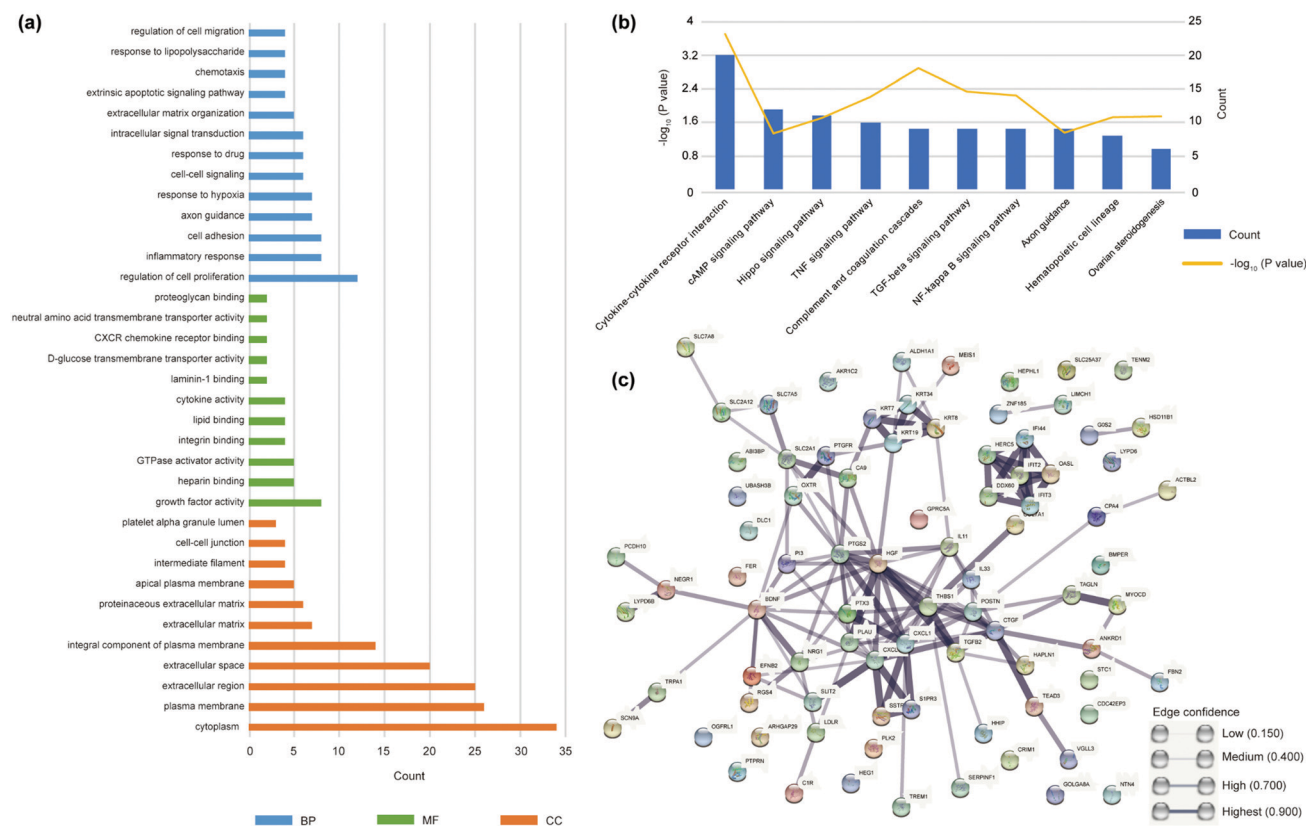 (a)
regulation of cell migration
response to lipopolysaccharide
chemotaxis
extrinsic apoptotic signaling pathway
extracellular matrix organization
intracellular signal transduction
response to drug
cell-cell signaling
response to hypoxia
axon guidance
cell adhesion
inflammatory response
regulation of cell proliferation
proteoglycan binding
neutral amino acid transmembrane transporter activity
CXCR chemokine receptor binding
D-glucose transmembrane transporter activity
laminin-1 binding
cytokine activity
lipid binding
integrin binding
GTPase activator activity
heparin binding
growth factor activity
platelet alpha granule lumen
cell-cell junction
intermediate filament
apical plasma membrane
proteinaceous extracellular matrix
extracellular matrix
integral component of plasma membrane
extracellular space
extracellular region
plasma membrane
cytoplasm
0 5 10 15 20 25 30 35
Count
BP MF CC
(b)
4
3.2
2.4
1.6
0.8
0
-log10 (P value)
25
20
15
10
5
0
Count
Cytokine-cytokine receptor interaction
cAMP signaling pathway
Hippo signaling pathway
TNF signaling pathway
Complement and coagulation cascades
TGF-beta signaling pathway
NF-kappa B signaling pathway
Axon guidance
Hematopoietic cell lineage
Ovarian steroidogenesis
Count
-log10 (P value)
(c)
SLC7A8
ALDH1A1
MEIS1
AKR1C2
HEPHL1
SLC25A37
TENM2
SLC2A12
SLC7A5
KRT7
KRT34
KRT8
KRT19
ZNF185
LIMCH1
G0S2
HSD11B1
ABI3BP
SLC2A1
PTGFR
CA9
HERC5
IFI44
IFIT2
OASL
LYPD6
UBASH3B
OXTR
DDX60
IFIT3
ACTBL2
CPA4
DLC1
GPRC5A
PCDH10
PI3
PTGS2
HGF
IL11
IL33
BMPER
FER
NEGR1
LYPD6B
BDNF
PTX3
THBS1
POSTN
TAGLN
MYOCD
PLAU
CXCL1
CTGF
NRG1
TGFB2
HAPLN1
ANKRD1
EFNB2
STC1
FBN2
TRPA1
RGS4
SLIT2
S1PR3
TEAD3
CDC42EP3
SCN9A
LDLR
HHIP
OGFRL1
ARHGAP29
PLK2
CRIM1
VGLL3
PTPRN
C1R
HEG1
TREM1
SERPINF1
GOLGA8A
NTN4
Edge confidence
Low (0.150)
Medium (0.400)
High (0.700)
Highest (0.900)